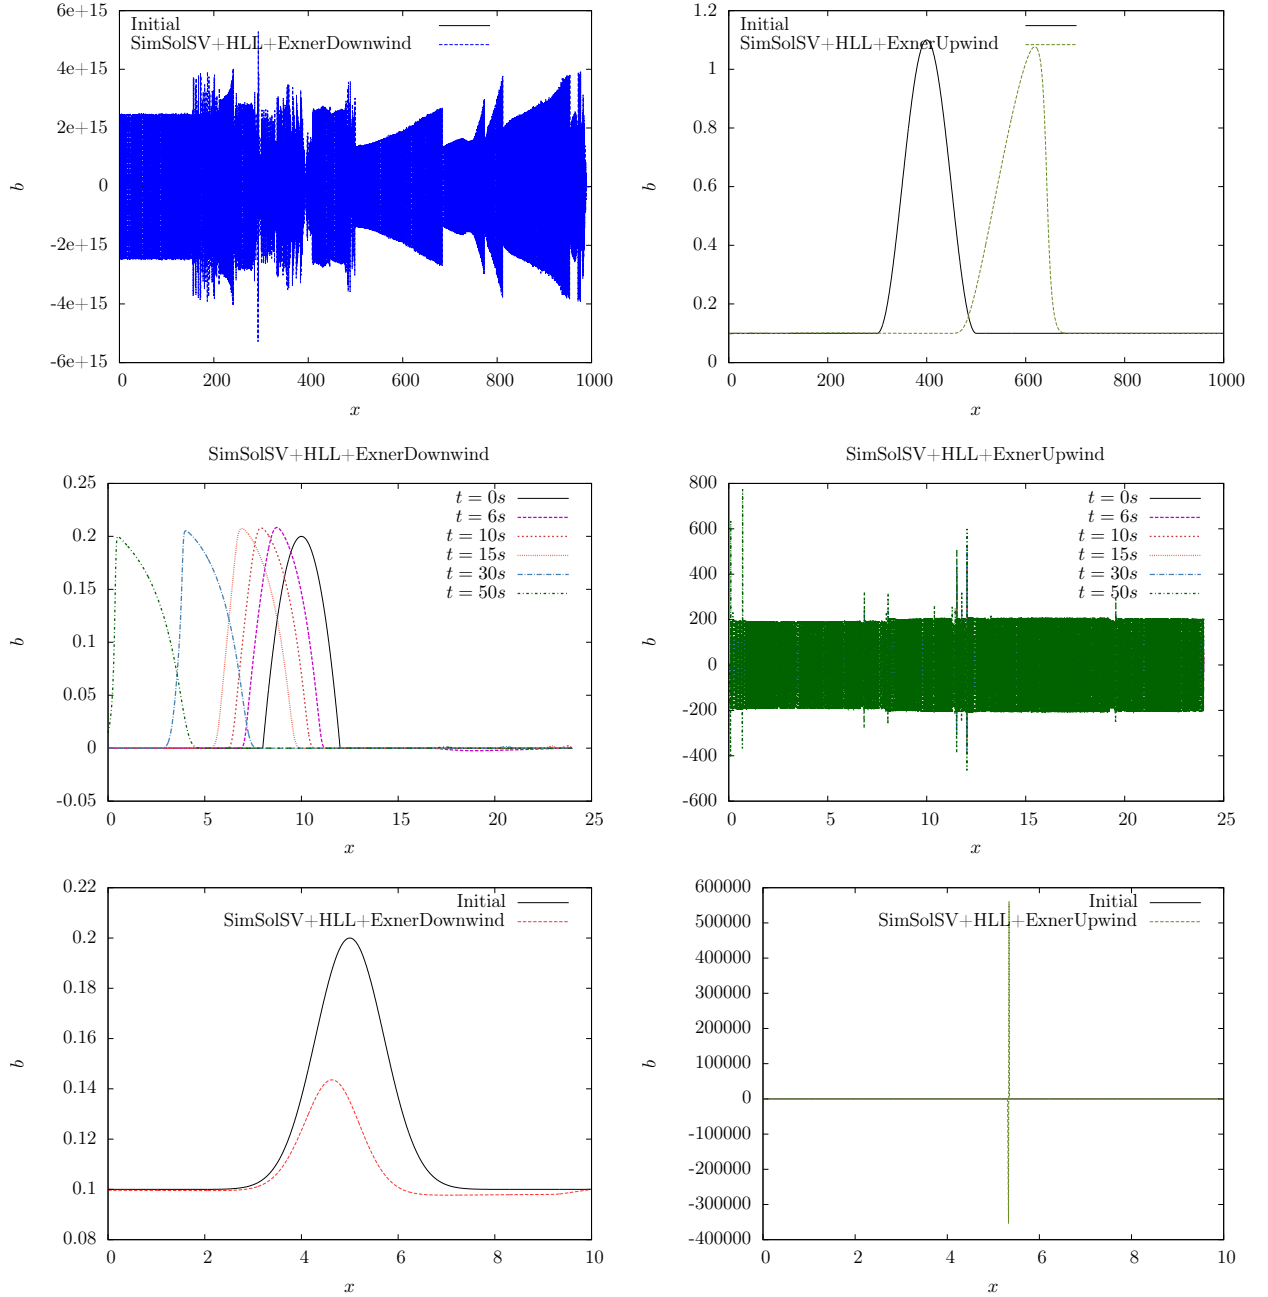 Initial
SimSolSV+HLL+ExnerDownwind
6e+15
4e+15
2e+15
0
-2e+15
-4e+15
-6e+15
b
0 200 400 600 800 1000
x
Initial
SimSolSV+HLL+ExnerUpwind
1.2
1
0.8
0.6
0.4
0.2
0
b
0 200 400 600 800 1000
x
SimSolSV+HLL+ExnerDownwind
0.25
0.2
0.15
0.1
0.05
0
-0.05
b
t = 0s
t = 6s
t = 10s
t = 15s
t = 30s
t = 50s
0 5 10 15 20 25
x
SimSolSV+HLL+ExnerUpwind
800
600
400
200
0
-200
-400
-600
b
t = 0s
t = 6s
t = 10s
t = 15s
t = 30s
t = 50s
0 5 10 15 20 25
x
0.22
0.2
0.18
0.16
0.14
0.12
0.1
0.08
b
Initial
SimSolSV+HLL+ExnerDownwind
0 2 4 6 8 10
x
600000
500000
400000
300000
200000
100000
0
-100000
-200000
-300000
-400000
b
Initial
SimSolSV+HLL+ExnerUpwind
0 2 4 6 8 10
x